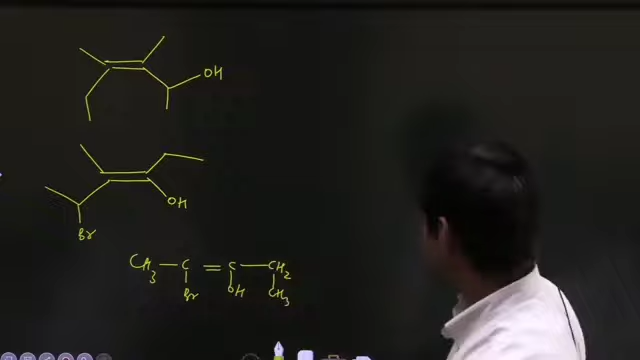 OH
OH
Br
CH3 — C = C — CH2
Br OH CH3